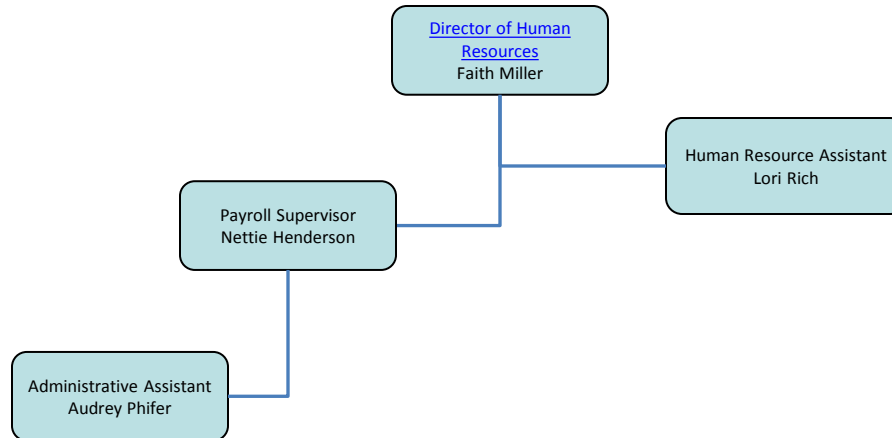 Director of Human
Resources
Faith Miller
Human Resource Assistant
Lori Rich
Payroll Supervisor
Nettie Henderson
Administrative Assistant
Audrey Phifer